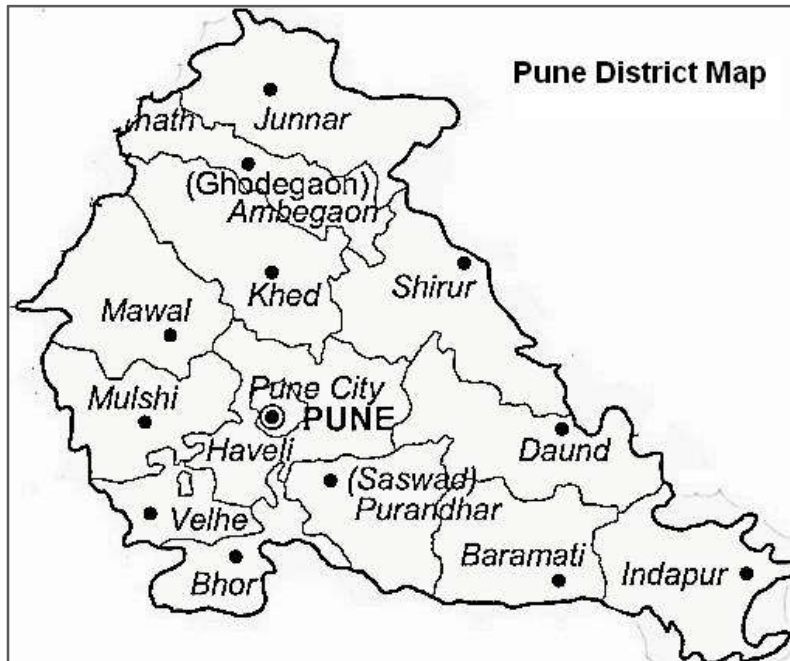 Pune District Map
Junnar
(Ghodegaon)
Ambegaon
Khed
Shirur
Mawal
Pune City
Mulshi
PUNE
Haveli
Daund
(Saswad)
Purandhar
Velhe
Bhor
Baramati
Indapur